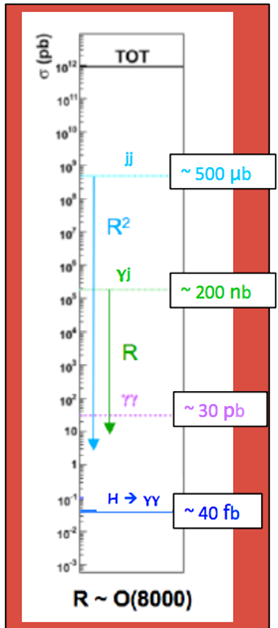 σ (pb)
TOT
10¹²
10¹¹
10¹⁰
10⁹
jj
~ 500 μb
10⁸
10⁷
R²
10⁶
γj
~ 200 nb
10⁵
10⁴
R
10³
10²
γγ
~ 30 pb
10
1
10⁻¹
H → γγ
~ 40 fb
10⁻²
10⁻³
R ~ O(8000)